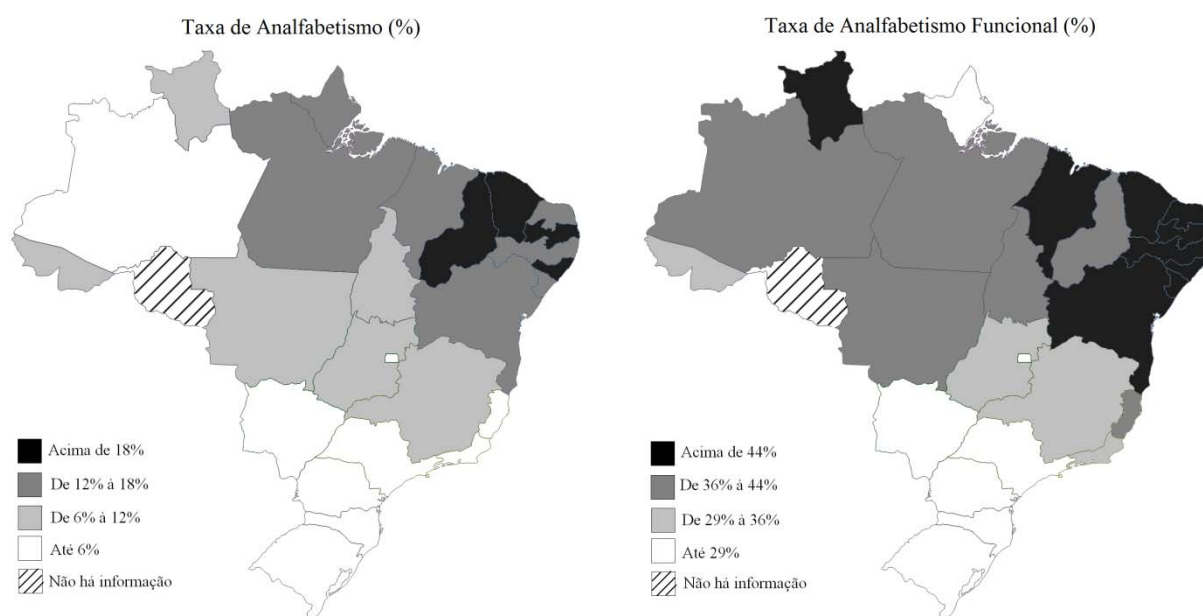 Taxa de Analfabetismo (%)
Acima de 18%
De 12% à 18%
De 6% à 12%
Até 6%
Não há informação
Taxa de Analfabetismo Funcional (%)
Acima de 44%
De 36% à 44%
De 29% à 36%
Até 29%
Não há informação